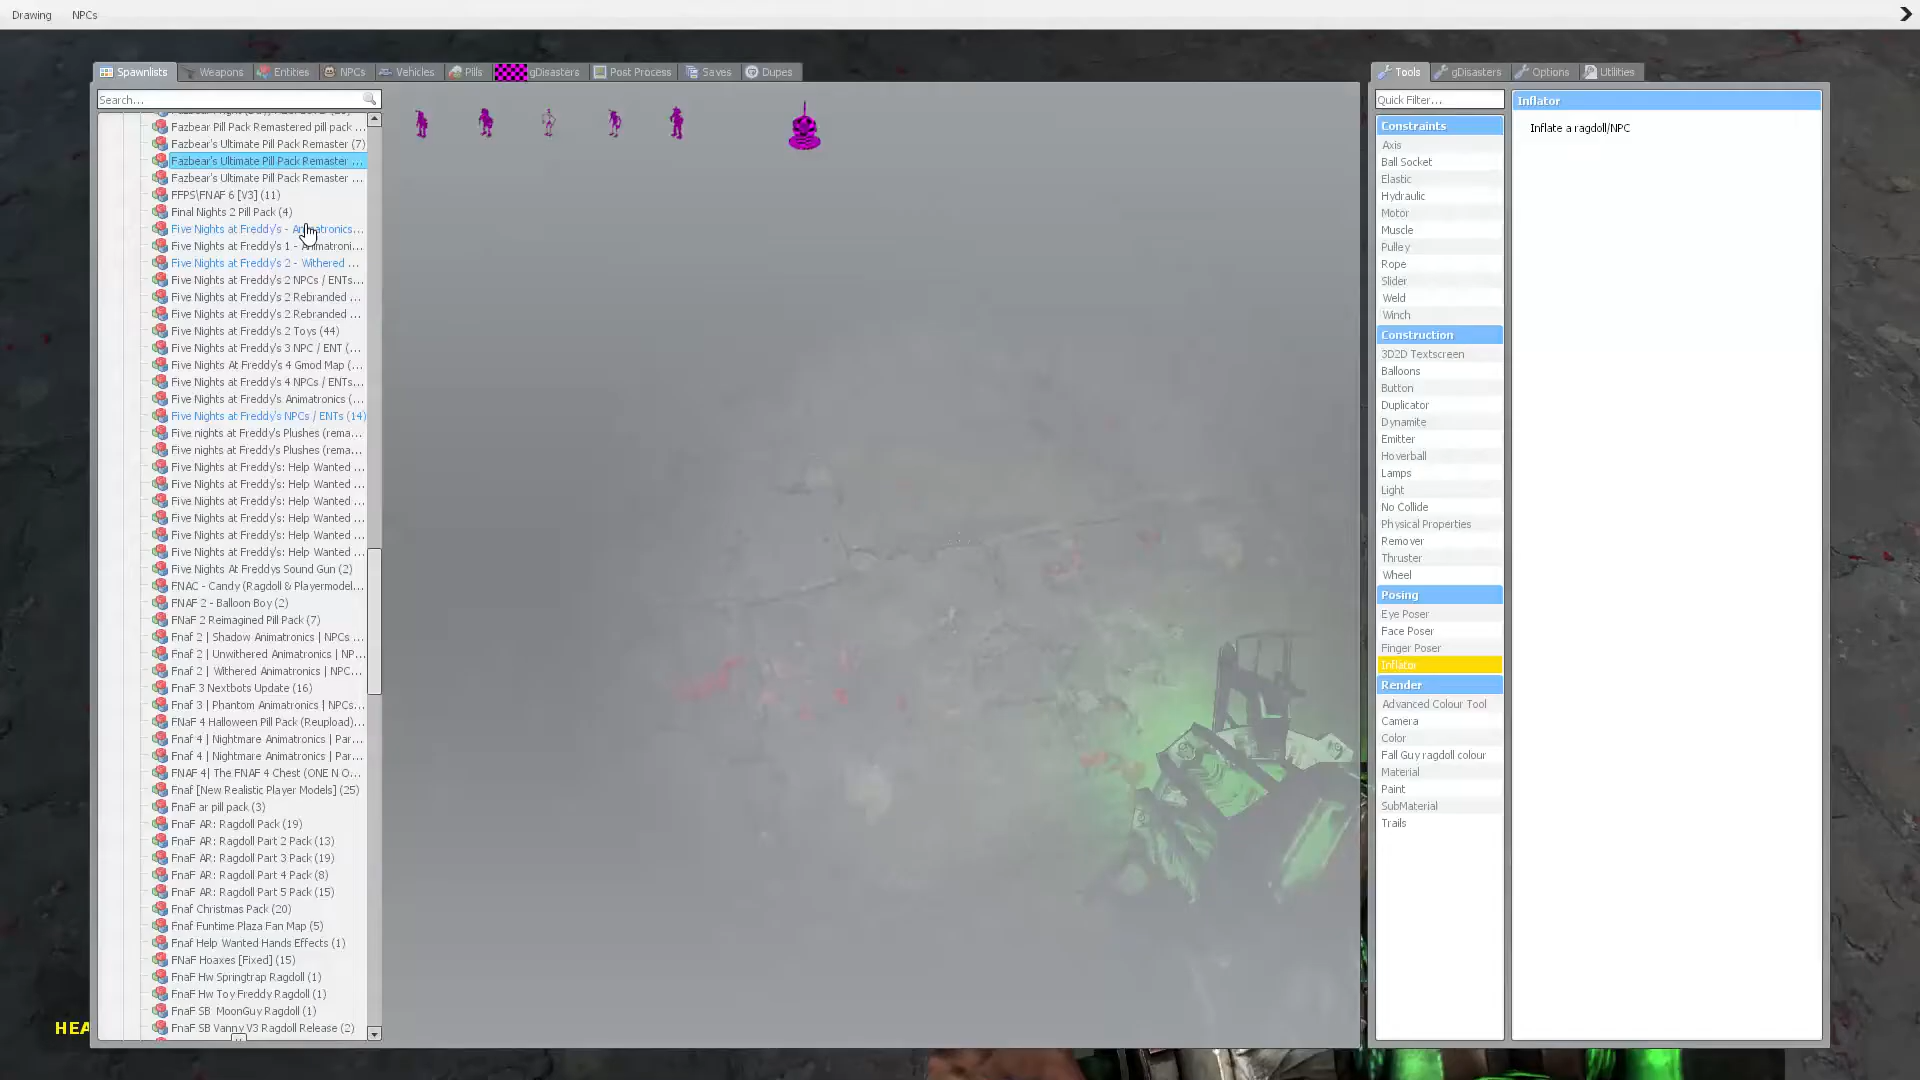 Drawing NPCs
Spawnlists Weapons Entities NPCs Vehicles Pills gDisasters Post Process Saves Dupes
Search...
Fazbear Pill Pack Remastered pill pack ...
Fazbear's Ultimate Pill Pack Remaster (7)
Fazbear's Ultimate Pill Pack Remaster ...
Fazbear's Ultimate Pill Pack Remaster ...
FFPS\FNAF 6 [V3] (11)
Final Nights 2 Pill Pack (4)
Five Nights at Freddy's - Animatronics...
Five Nights at Freddy's 1 - Animatroni...
Five Nights at Freddy's 2 - Withered ...
Five Nights at Freddy's 2 NPCs / ENTs...
Five Nights at Freddy's 2 Rebranded ...
Five Nights at Freddy's 2 Rebranded ...
Five Nights at Freddy's 2 Toys (44)
Five Nights at Freddy's 3 NPC / ENT (...
Five Nights At Freddy's 4 Gmod Map (...
Five Nights at Freddy's 4 NPCs / ENTs...
Five Nights at Freddy's Animatronics (...
Five Nights at Freddy's NPCs / ENTs (14)
Five nights at Freddy's Plushes (rema...
Five nights at Freddy's Plushes (rema...
Five Nights at Freddy's: Help Wanted ...
Five Nights at Freddy's: Help Wanted ...
Five Nights at Freddy's: Help Wanted ...
Five Nights at Freddy's: Help Wanted ...
Five Nights at Freddy's: Help Wanted ...
Five Nights at Freddy's: Help Wanted ...
Five Nights At Freddys Sound Gun (2)
FNAC - Candy (Ragdoll & Playermodel...
FNAF 2 - Balloon Boy (2)
FNaF 2 Reimagined Pill Pack (7)
Fnaf 2 | Shadow Animatronics | NPCs ...
Fnaf 2 | Unwithered Animatronics | NP...
Fnaf 2 | Withered Animatronics | NPC...
FnaF 3 Nextbots Update (16)
Fnaf 3 | Phantom Animatronics | NPCs...
FNaF 4 Halloween Pill Pack (Reupload)...
Fnaf 4 | Nightmare Animatronics | Par...
Fnaf 4 | Nightmare Animatronics | Par...
FNAF 4| The FNAF 4 Chest (ONE N O...
Fnaf [New Realistic Player Models] (25)
FnaF ar pill pack (3)
FnaF AR: Ragdoll Pack (19)
FnaF AR: Ragdoll Part 2 Pack (13)
FnaF AR: Ragdoll Part 3 Pack (19)
FnaF AR: Ragdoll Part 4 Pack (8)
FnaF AR: Ragdoll Part 5 Pack (15)
Fnaf Christmas Pack (20)
Fnaf Funtime Plaza Fan Map (5)
Fnaf Help Wanted Hands Effects (1)
FNaF Hoaxes [Fixed] (15)
FnaF Hw Springtrap Ragdoll (1)
FnaF Hw Toy Freddy Ragdoll (1)
FnaF SB MoonGuy Ragdoll (1)
FnaF SB Vanny V3 Ragdoll Release (2)
HEA
Tools gDisasters Options Utilities
Quick Filter...
Constraints
Axis
Ball Socket
Elastic
Hydraulic
Motor
Muscle
Pulley
Rope
Slider
Weld
Winch
Construction
3D2D Textscreen
Balloons
Button
Duplicator
Dynamite
Emitter
Hoverball
Lamps
Light
No Collide
Physical Properties
Remover
Thruster
Wheel
Posing
Eye Poser
Face Poser
Finger Poser
Inflator
Render
Advanced Colour Tool
Camera
Color
Fall Guy ragdoll colour
Material
Paint
SubMaterial
Trails
Inflator
Inflate a ragdoll/NPC